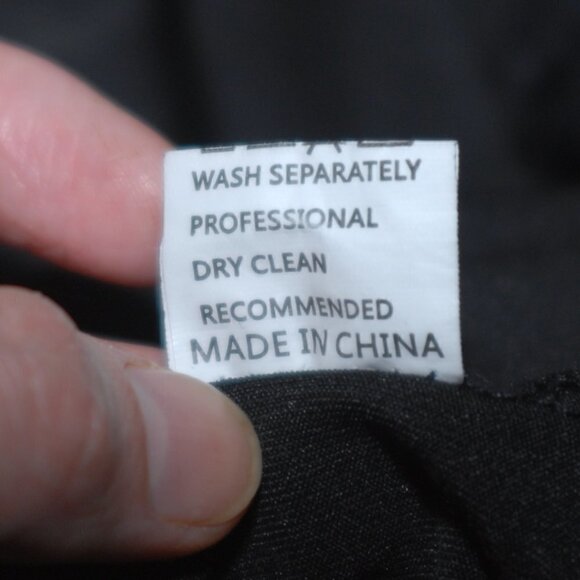 WASH SEPARATELY
PROFESSIONAL
DRY CLEAN
RECOMMENDED
MADE IN CHINA